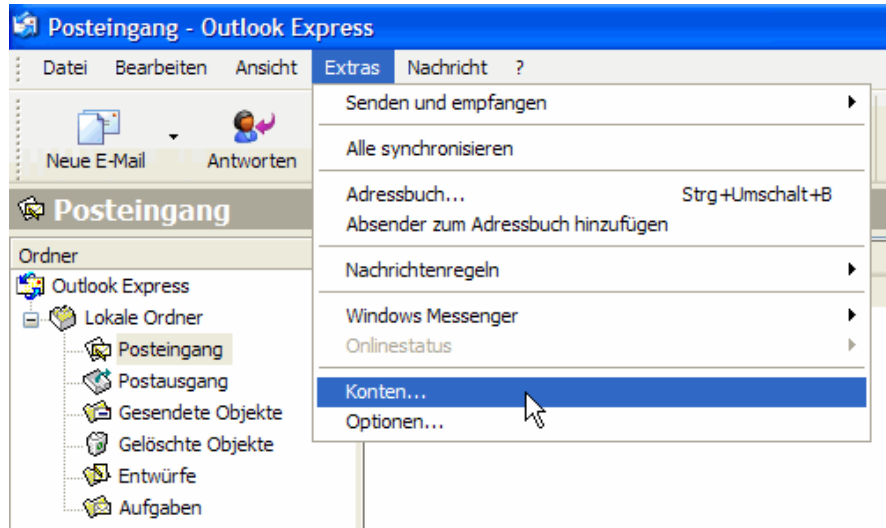 Posteingang - Outlook Express
Datei Bearbeiten Ansicht Extras Nachricht ?
Neue E-Mail Antworten
Senden und empfangen
Alle synchronisieren
Adressbuch... Strg+Umschalt+B
Absender zum Adressbuch hinzufügen
Nachrichtenregeln
Windows Messenger
Onlinestatus
Konten...
Optionen...
Posteingang
Ordner
Outlook Express
Lokale Ordner
Posteingang
Postausgang
Gesendete Objekte
Gelöschte Objekte
Entwürfe
Aufgaben